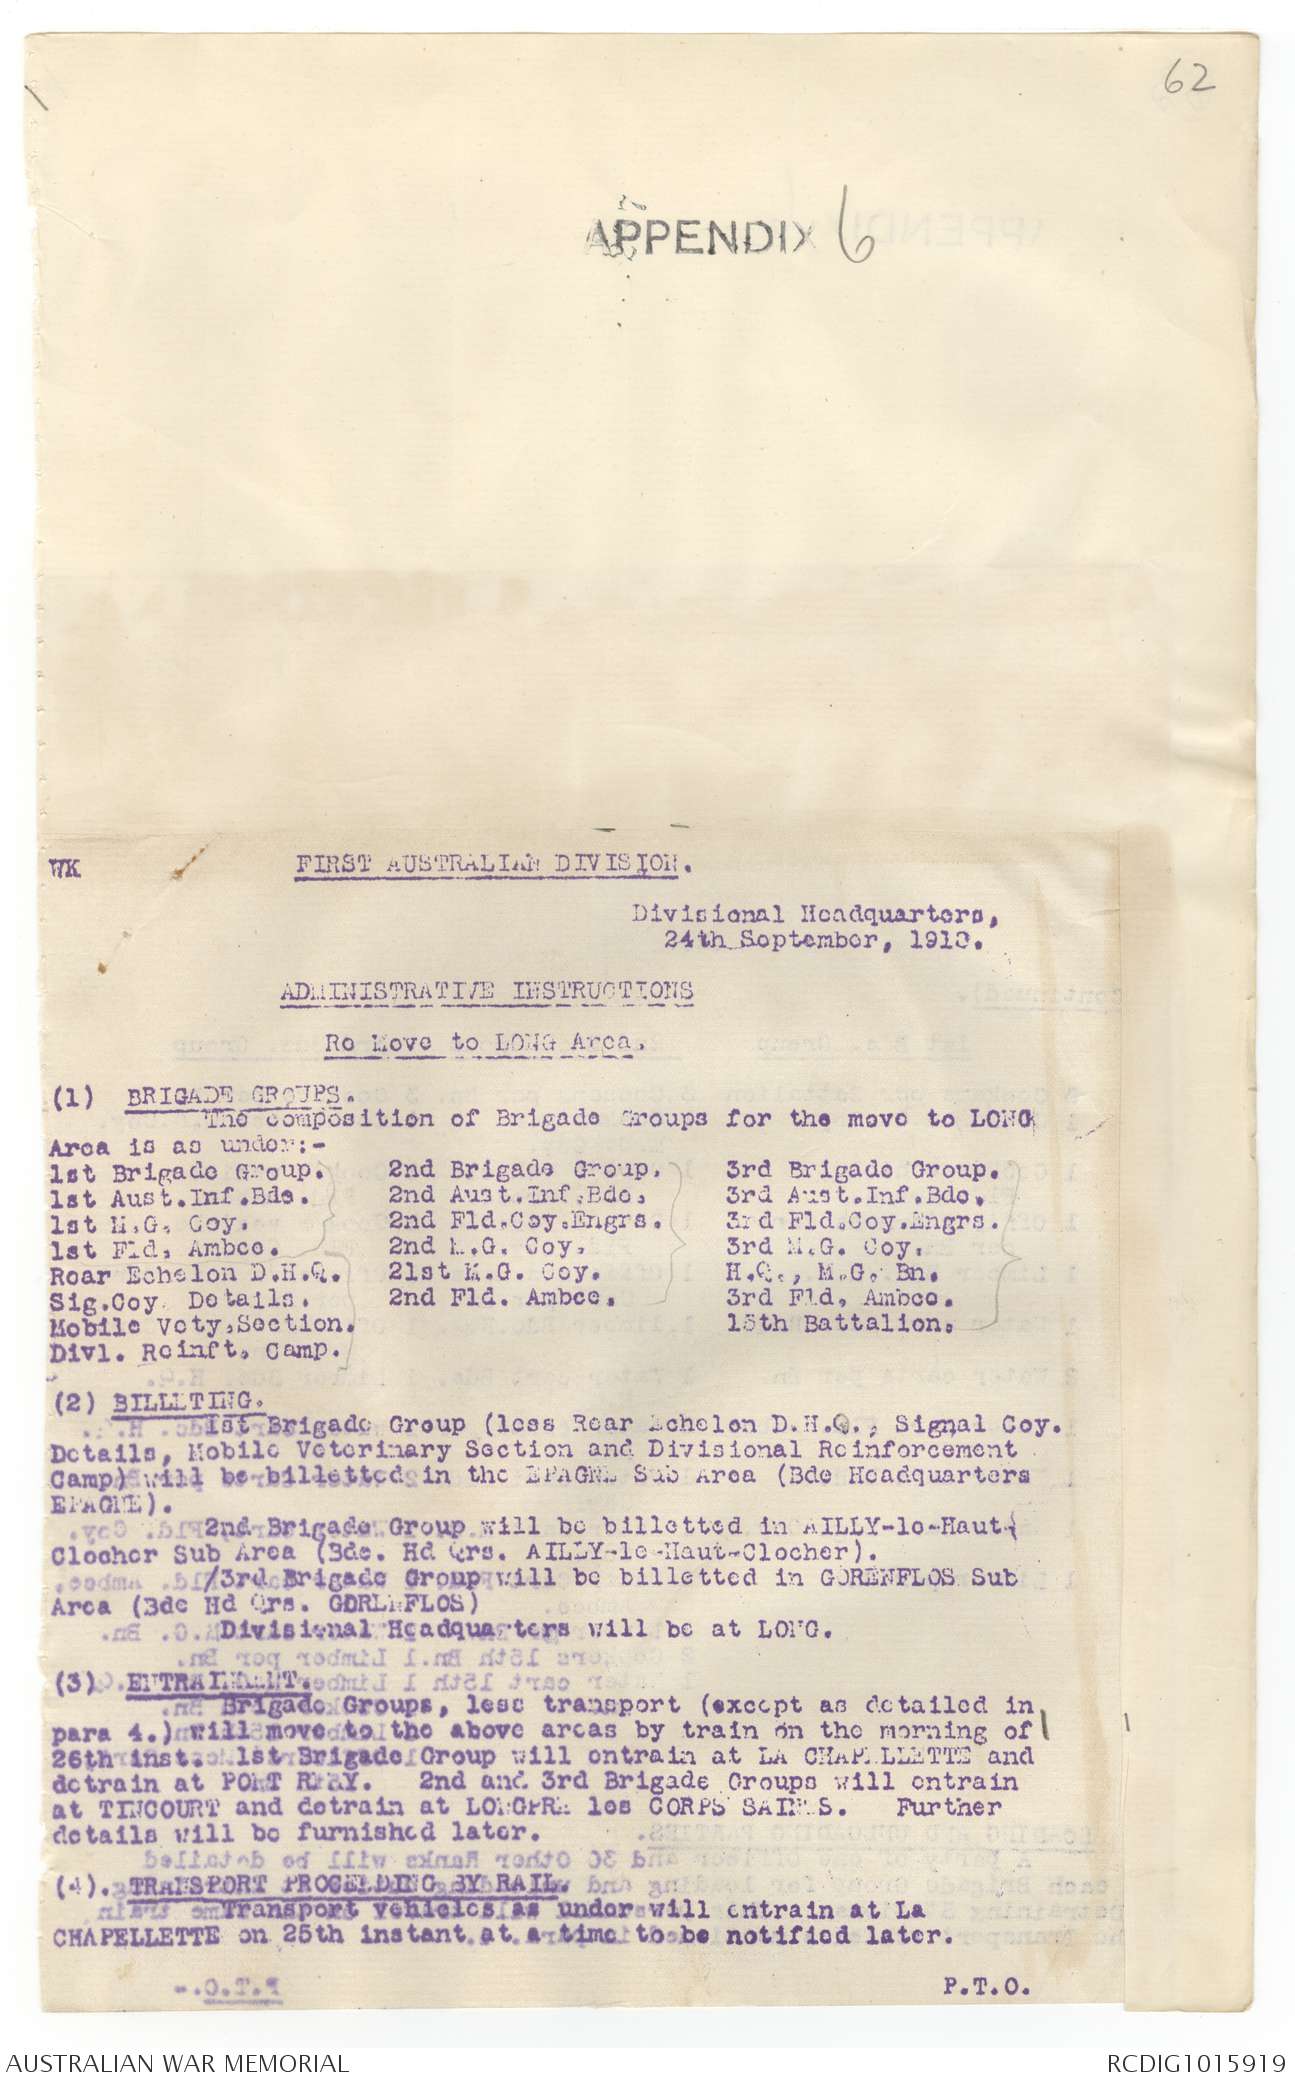 62
APPENDIX 6
WK
FIRST AUSTRALIAN DIVISION.
Divisional Headquarters,
24th September, 1918.
ADMINISTRATIVE INSTRUCTIONS
Re Move to LONG Area.
(1) BRIGADE GROUPS.
The composition of Brigade Groups for the move to LONG
Area is as under:-
1st Brigade Group. 2nd Brigade Group. 3rd Brigade Group.
1st Aust.Inf.Bde. 2nd Aust.Inf.Bde. 3rd Aust.Inf.Bde.
1st M.G. Coy. 2nd Fld.Coy.Engrs. 3rd Fld.Coy.Engrs.
1st Fld. Ambce. 2nd M.G. Coy. 3rd M.G. Coy.
Rear Echelon D.H.Q. 21st M.G. Coy. H.Q., M.G. Bn.
Sig.Coy. Details. 2nd Fld. Ambce. 3rd Fld. Ambce.
Mobile Vety.Section. 15th Battalion.
Divl. Reinft. Camp.
(2) BILLETING.
1st Brigade Group (less Rear Echelon D.H.Q., Signal Coy.
Details, Mobile Veterinary Section and Divisional Reinforcement
Camp) will be billetted in the EPAGNE Sub Area (Bde Headquarters
EPAGNE).
2nd Brigade Group will be billetted in AILLY-le-Haut-
Clocher Sub Area (Bde. Hd Qrs. AILLY-le-Haut-Clocher).
/3rd Brigade Group will be billetted in GORENFLOS Sub
Area (Bde Hd Qrs. GORENFLOS)
Divisional Headquarters will be at LONG.
(3) ENTRAINMENT.
Brigade Groups, less transport (except as detailed in
para 4.) will move to the above areas by train on the morning of
26th inst. 1st Brigade Group will entrain at LA CHAPELLETTE and
detrain at PONT REMY. 2nd and 3rd Brigade Groups will entrain
at TINCOURT and detrain at LONGPRE les CORPS SAINTS. Further
details will be furnished later.
(4). TRANSPORT PROCEEDING BY RAIL.
Transport vehicles as under will entrain at La
CHAPELLETTE on 25th instant at a time to be notified later.
P.T.O.
AUSTRALIAN WAR MEMORIAL
RCDIG1015919